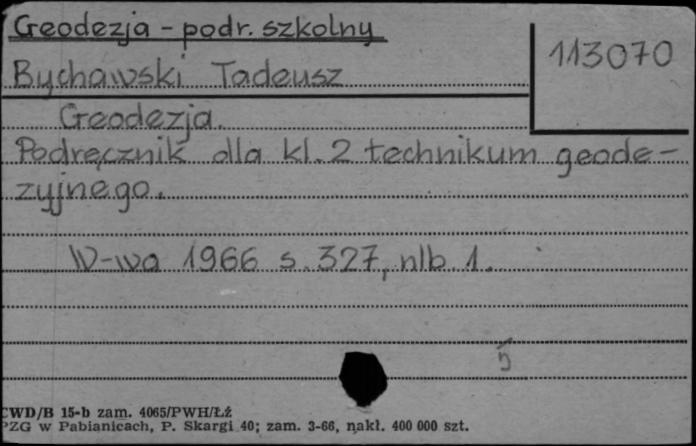 Geodezja - podr. szkolny
113070
Bychawski Tadeusz
Geodezja.
Podręcznik dla kl. 2 technikum geode-
zyjnego.
W-wa 1966 s. 327, nlb. 1.
5
CWD/B 15-b zam. 4065/PWH/Łź
PZG w Pabianicach, P. Skargi 40; zam. 3-66, nakł. 400 000 szt.